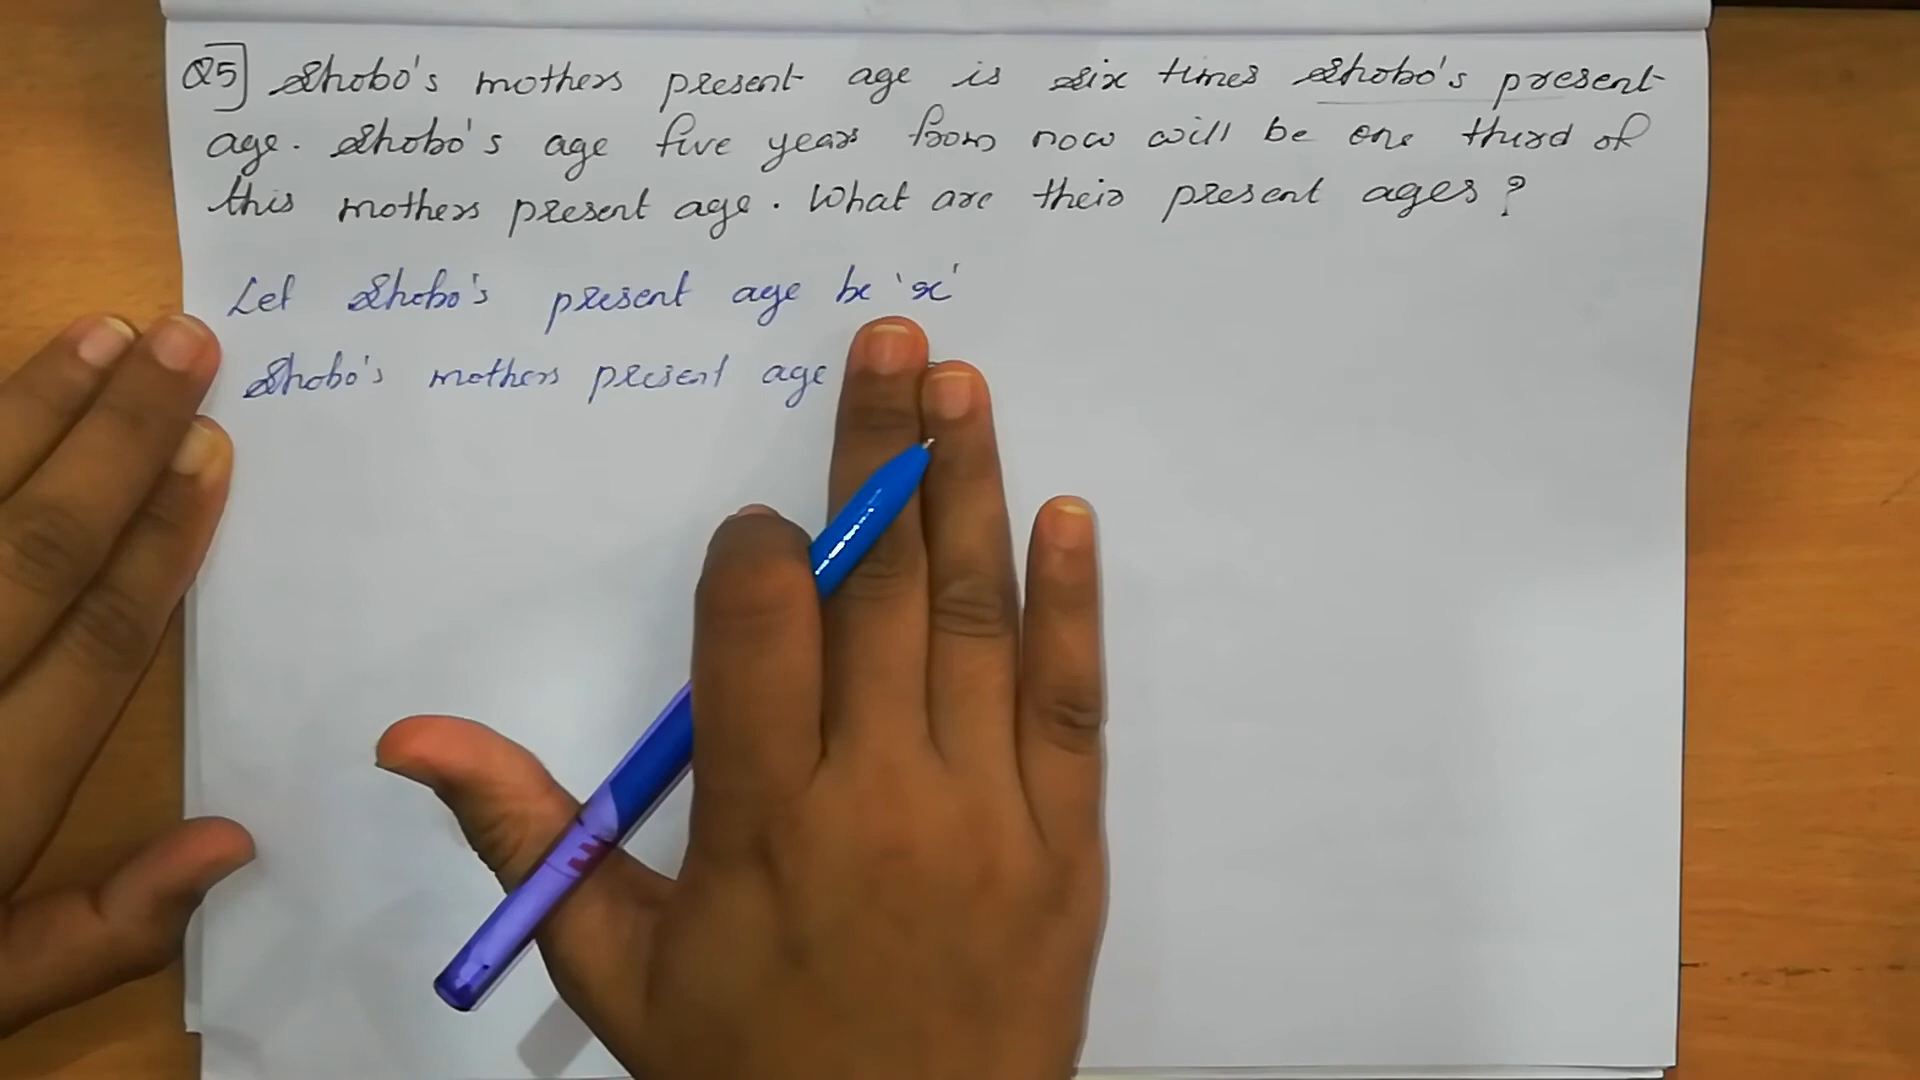 Q5] Shobo's mothers present age is six times Shobo's present
age. Shobo's age five years from now will be one third of
this mothers present age. What are their present ages?
Let Shobo's present age be 'x'
Shobo's mothers present age